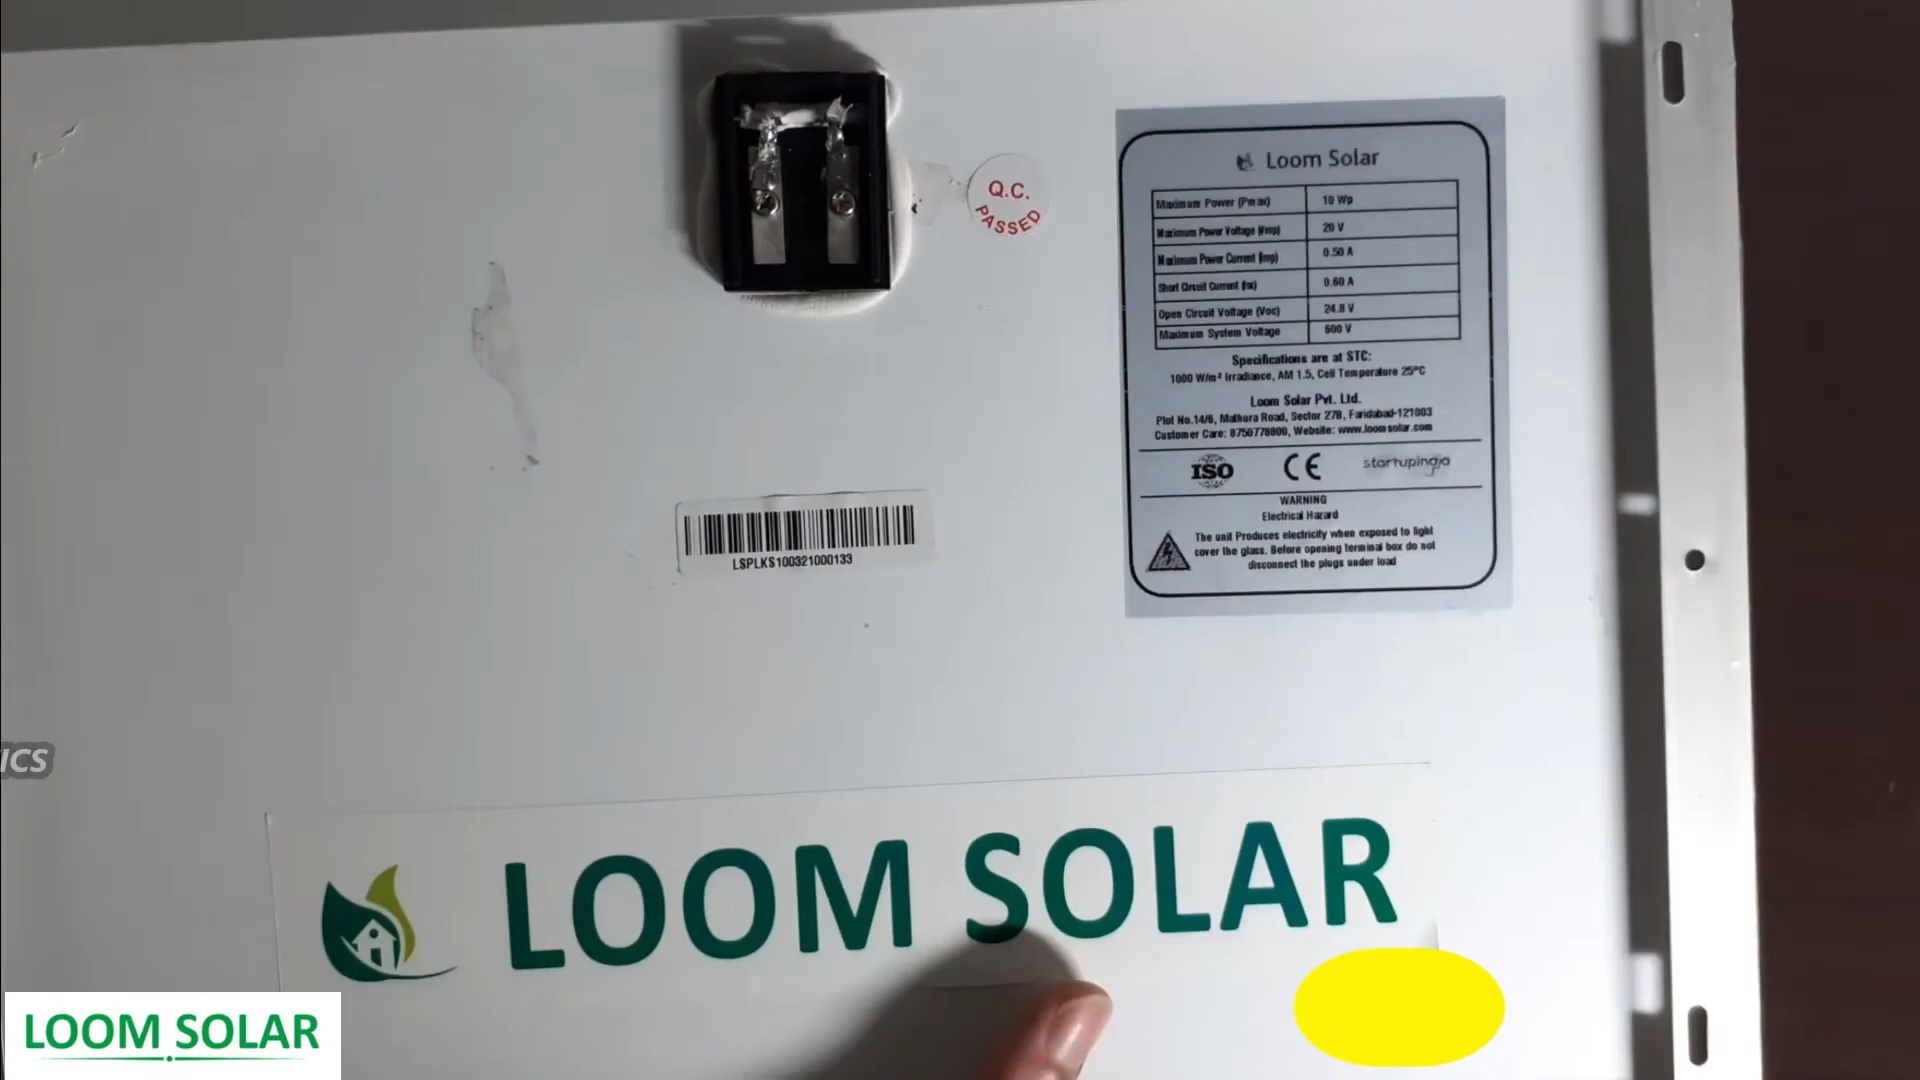 Q.C.
PASSED
Loom Solar
Maximum Power (Pmax) 10 Wp
Maximum Power Voltage (Vmp) 20 V
Maximum Power Current (Imp) 0.50 A
Short Circuit Current (Isc) 0.60 A
Open Circuit Voltage (Voc) 24.8 V
Maximum System Voltage 600 V
Specifications are at STC:
1000 W/m² Irradiance, AM 1.5, Cell Temperature 25°C
Loom Solar Pvt. Ltd.
Plot No.14/6, Mathura Road, Sector 27B, Faridabad-121003
Customer Care: 8750778800, Website: www.loomsolar.com
ISO CE startupindia
WARNING
Electrical Hazard
The unit Produces electricity when exposed to light
cover the glass. Before opening terminal box do not
disconnect the plugs under load
LSPLKS100321000133
ICS
LOOM SOLAR
LOOM SOLAR